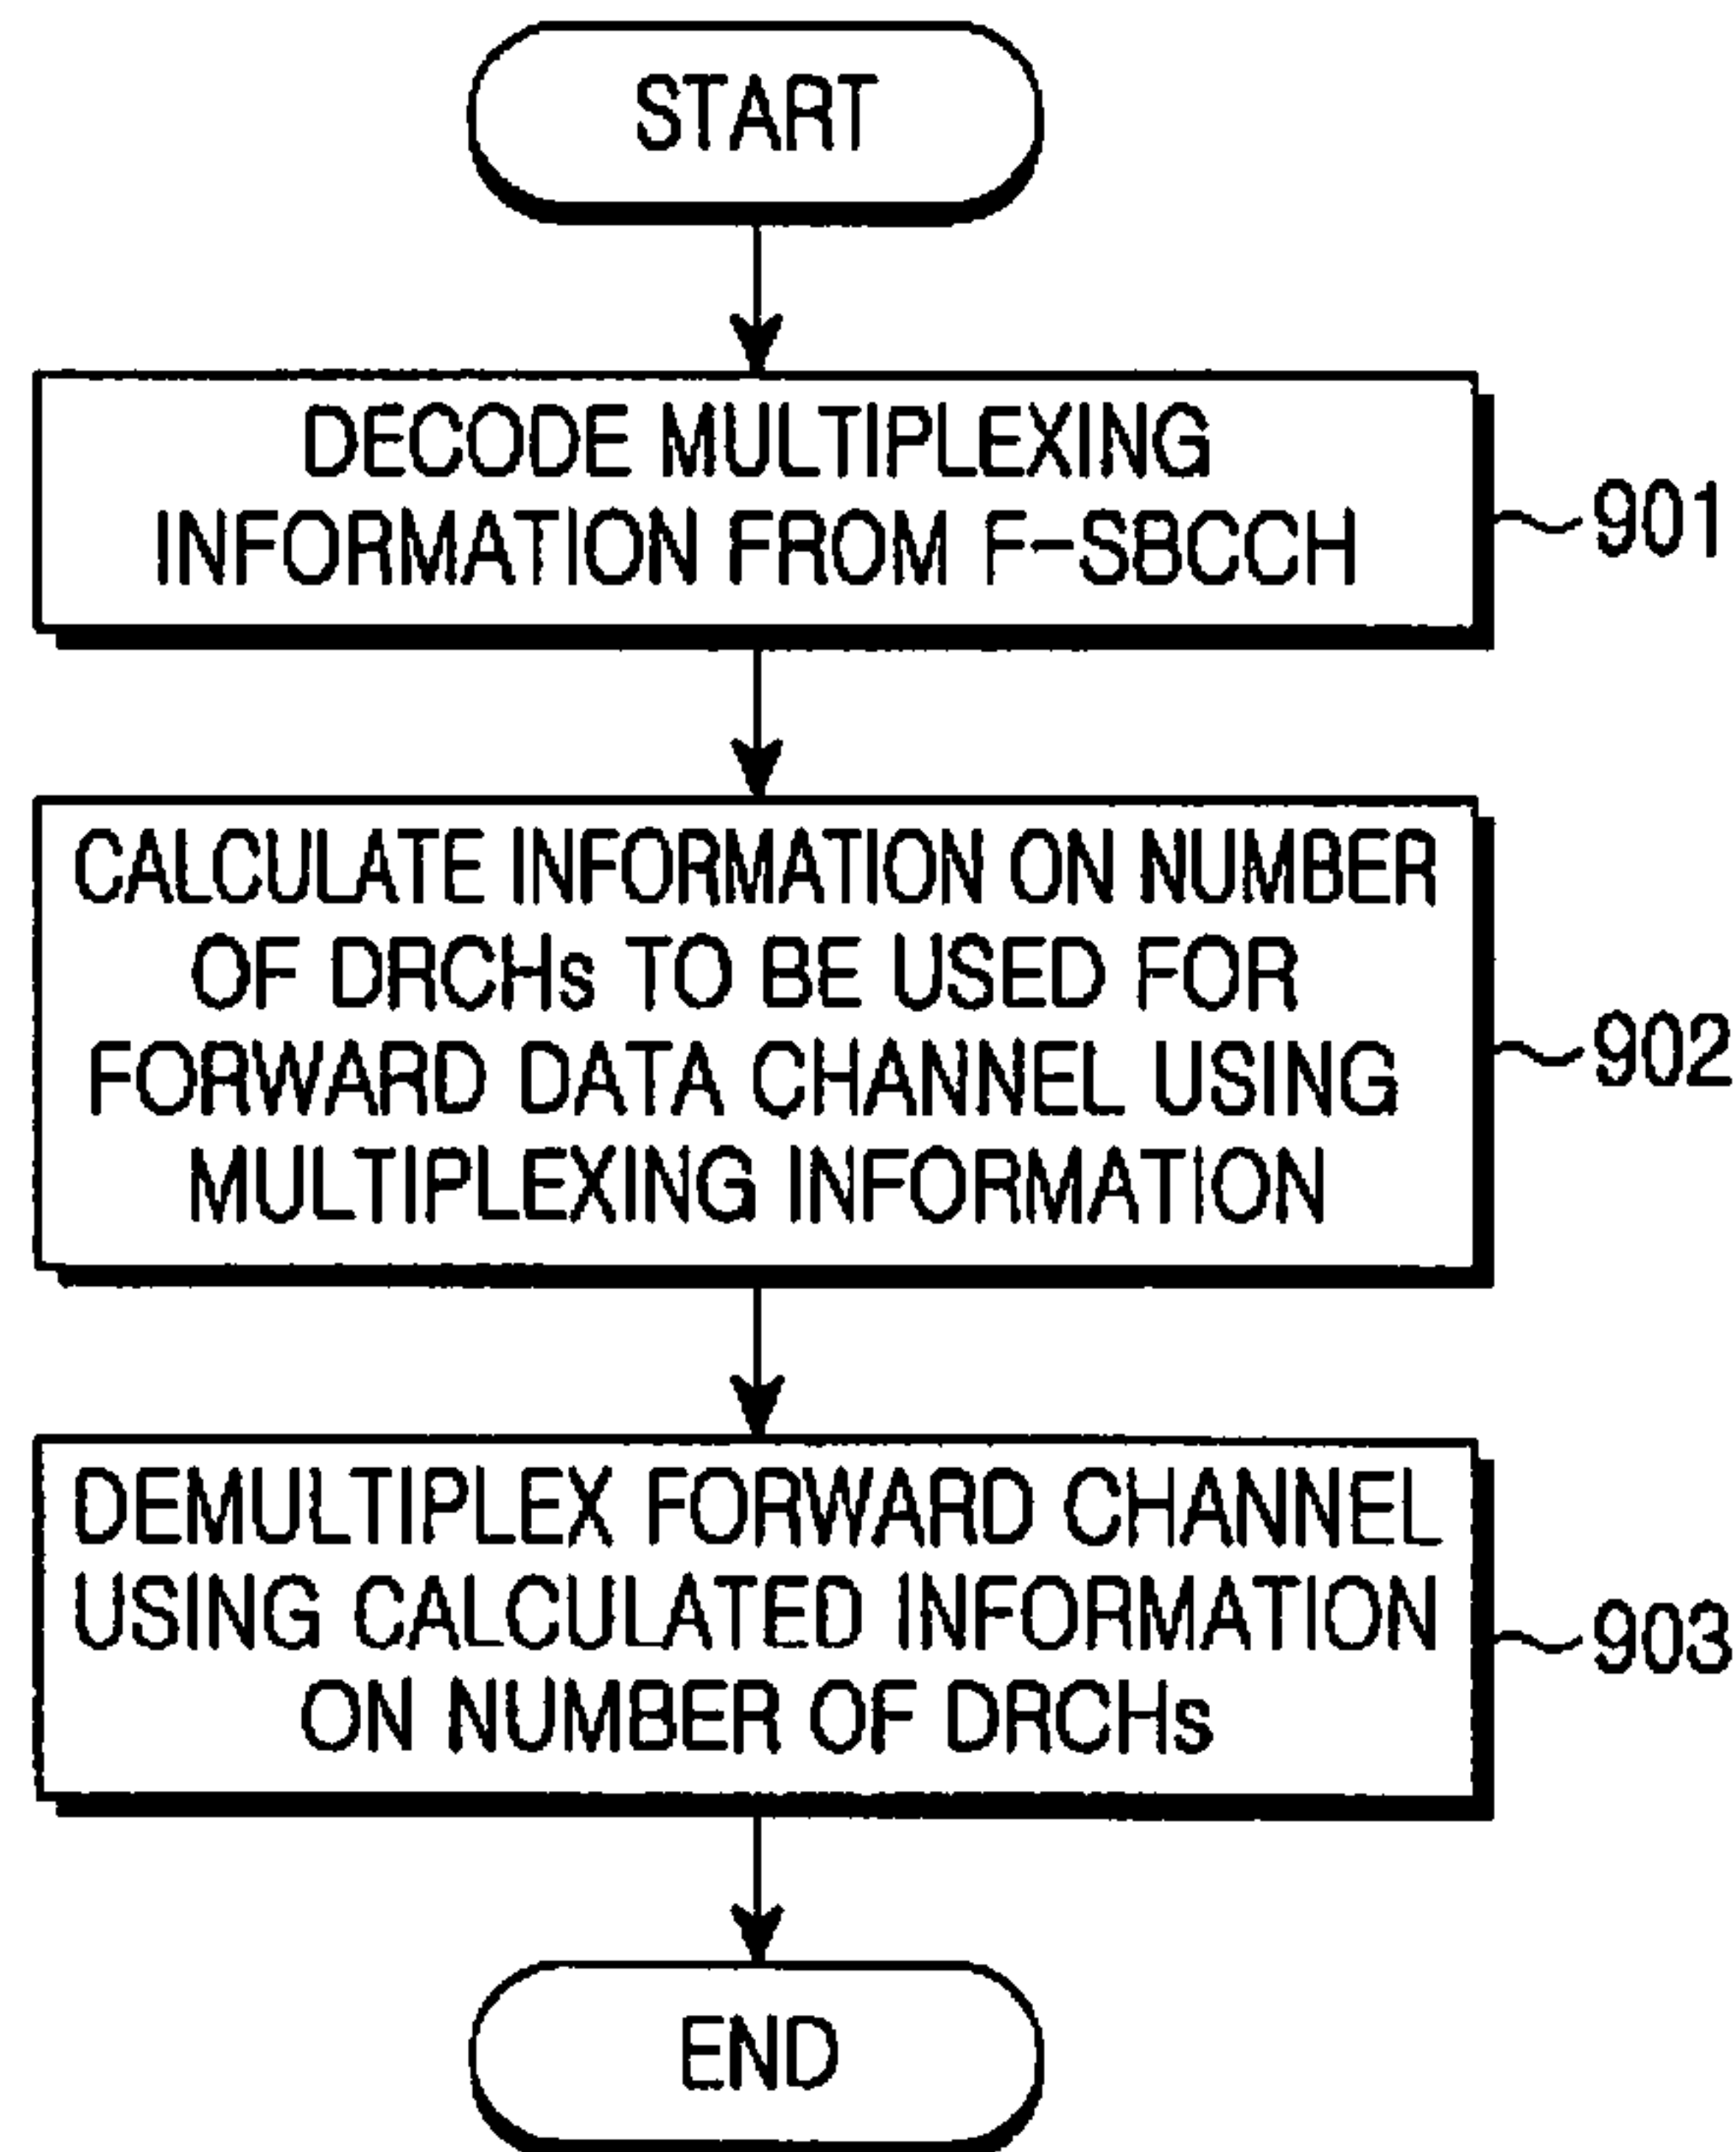 START
DECODE MULTIPLEXING
INFORMATION FROM F-SBCCH
901
CALCULATE INFORMATION ON NUMBER
OF DRCHs TO BE USED FOR
FORWARD DATA CHANNEL USING
MULTIPLEXING INFORMATION
902
DEMULTIPLEX FORWARD CHANNEL
USING CALCULATED INFORMATION
ON NUMBER OF DRCHs
903
END